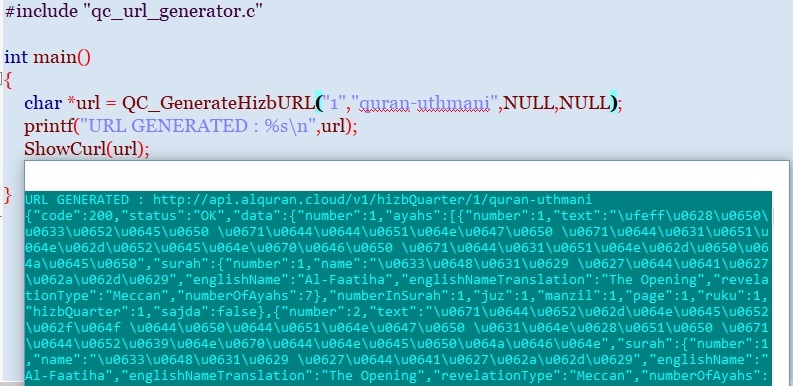 #include "qc_url_generator.c"
int main()
{
char *url = QC_GenerateHizbURL("1","quran-uthmani",NULL,NULL);
printf("URL GENERATED : %s\n",url);
ShowCurl(url);
}
URL GENERATED : http://api.alquran.cloud/v1/hizbQuarter/1/quran-uthmani
{"code":200,"status":"OK","data":{"number":1,"ayahs":[{"number":1,"text":"\ufeff\u0628\u0650\
u0633\u0652\u0645\u0650 \u0671\u0644\u0644\u0651\u064e\u0647\u0650 \u0671\u0644\u0631\u0651\u
064e\u062d\u0652\u0645\u064e\u0670\u0646\u0650 \u0671\u0644\u0631\u0651\u064e\u062d\u0650\u06
4a\u0645\u0650","surah":{"number":1,"name":"\u0633\u0648\u0631\u0629 \u0627\u0644\u0641\u0627
\u062a\u062d\u0629","englishName":"Al-Faatiha","englishNameTranslation":"The Opening","revela
tionType":"Meccan","numberOfAyahs":7},"numberInSurah":1,"juz":1,"manzil":1,"page":1,"ruku":1,
"hizbQuarter":1,"sajda":false},{"number":2,"text":"\u0671\u0644\u0652\u062d\u064e\u0645\u0652
\u062f\u064f \u0644\u0650\u0644\u0651\u064e\u0647\u0650 \u0631\u064e\u0628\u0651\u0650 \u0671
\u0644\u0652\u0639\u064e\u0670\u0644\u064e\u0645\u0650\u064a\u0646\u064e","surah":{"number":1
,"name":"\u0633\u0648\u0631\u0629 \u0627\u0644\u0641\u0627\u062a\u062d\u0629","englishName":"
Al-Faatiha","englishNameTranslation":"The Opening","revelationType":"Meccan","numberOfAyahs":